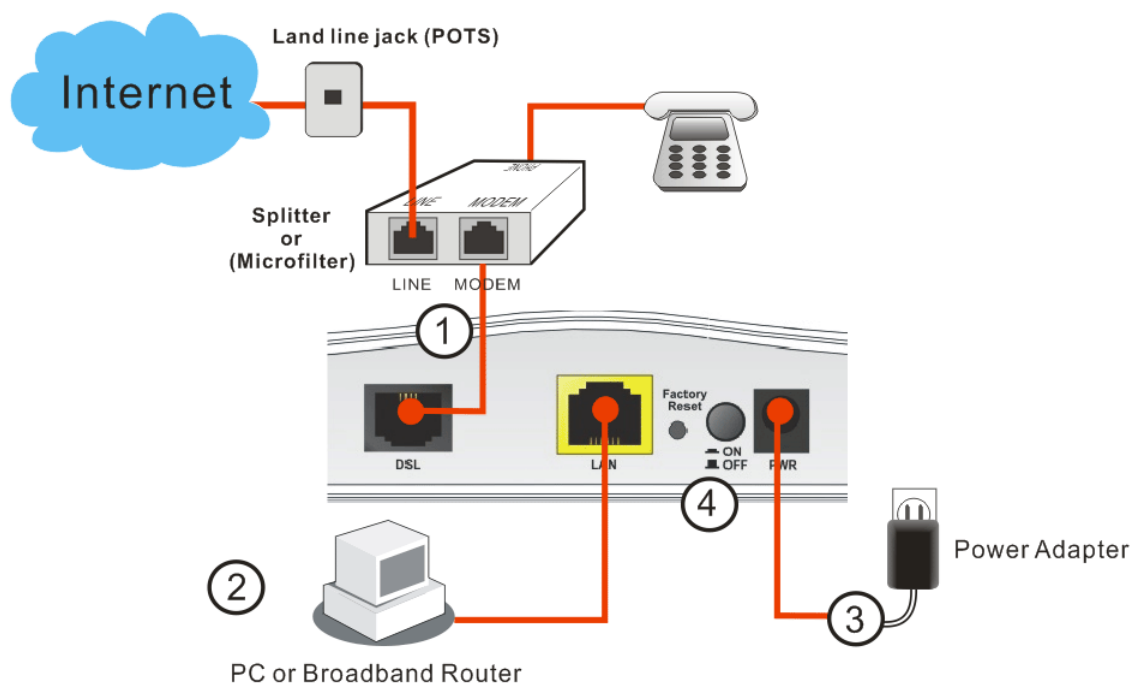 Land line jack (POTS)
Internet
PHONE
LINE
MODEM
Splitter
or
(Microfilter)
LINE
MODEM
1
Factory
Reset
ON
OFF
DSL
LAN
PWR
4
2
3
Power Adapter
PC or Broadband Router